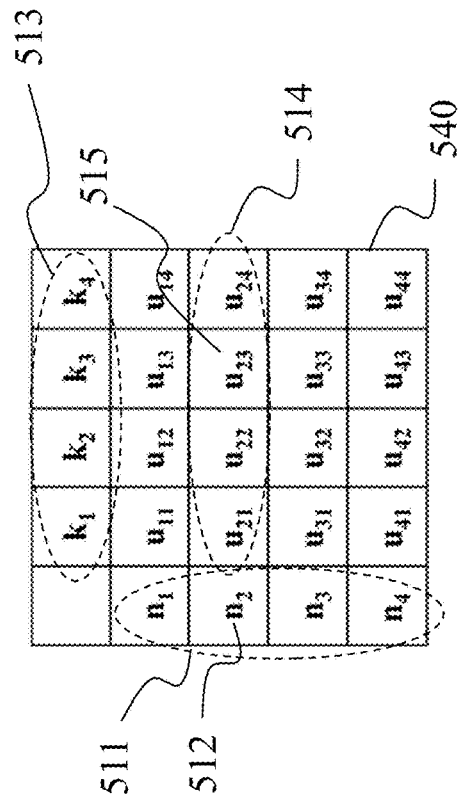 513
k₁ k₂ k₃ k₄
515
511
n₁ u₁₁ u₁₂ u₁₃ u₁₄
512
n₂ u₂₁ u₂₂ u₂₃ u₂₄
514
n₃ u₃₁ u₃₂ u₃₃ u₃₄
n₄ u₄₁ u₄₂ u₄₃ u₄₄
540